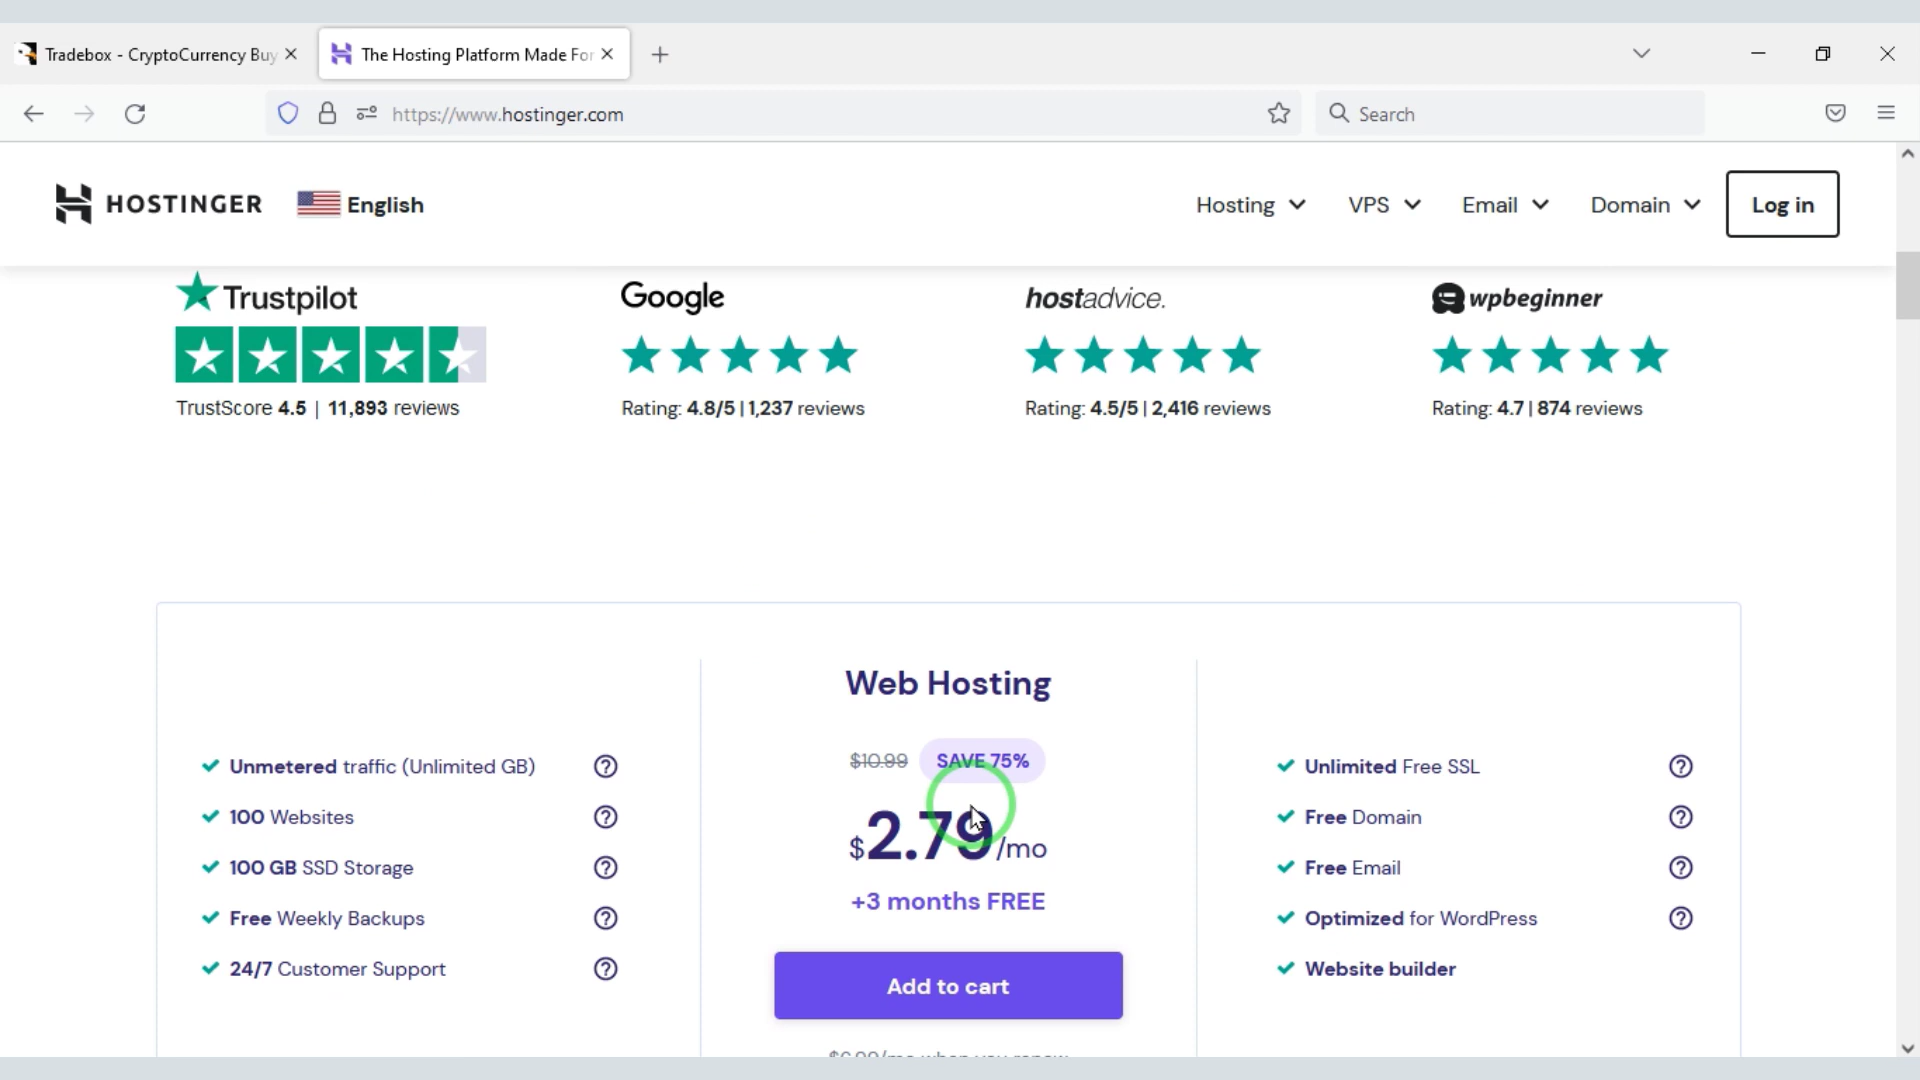 Tradebox - CryptoCurrency Buy
The Hosting Platform Made For
https://www.hostinger.com
Search
HOSTINGER
English
Hosting
VPS
Email
Domain
Log in
Trustpilot
Google
hostadvice.
wpbeginner
TrustScore 4.5 | 11,893 reviews
Rating: 4.8/5 | 1,237 reviews
Rating: 4.5/5 | 2,416 reviews
Rating: 4.7 | 874 reviews
Web Hosting
$10.99 SAVE 75%
$2.79/mo
+3 months FREE
Add to cart
Unmetered traffic (Unlimited GB)
100 Websites
100 GB SSD Storage
Free Weekly Backups
24/7 Customer Support
Unlimited Free SSL
Free Domain
Free Email
Optimized for WordPress
Website builder